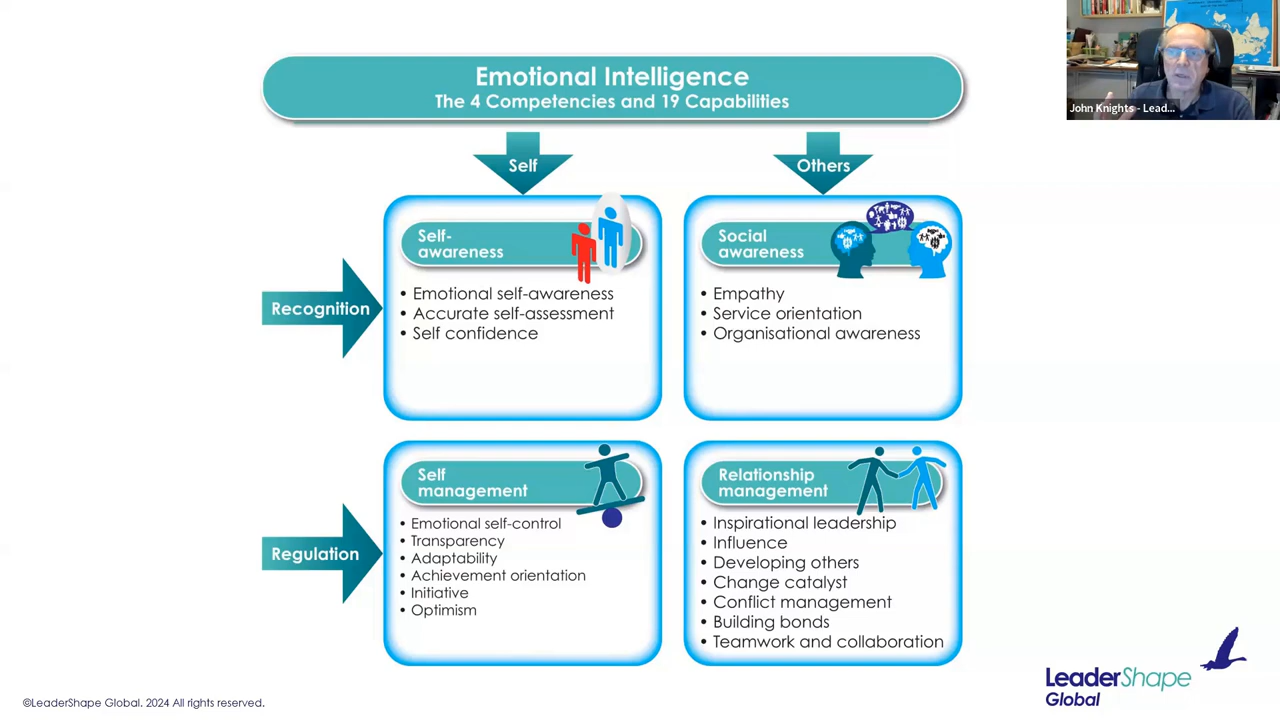 Emotional Intelligence
The 4 Competencies and 19 Capabilities
Self
Others
Recognition
Self-
awareness
• Emotional self-awareness
• Accurate self-assessment
• Self confidence
Social
awareness
• Empathy
• Service orientation
• Organisational awareness
Regulation
Self
management
• Emotional self-control
• Transparency
• Adaptability
• Achievement orientation
• Initiative
• Optimism
Relationship
management
• Inspirational leadership
• Influence
• Developing others
• Change catalyst
• Conflict management
• Building bonds
• Teamwork and collaboration
John Knights - Lead...
LeaderShape
Global
©LeaderShape Global. 2024 All rights reserved.